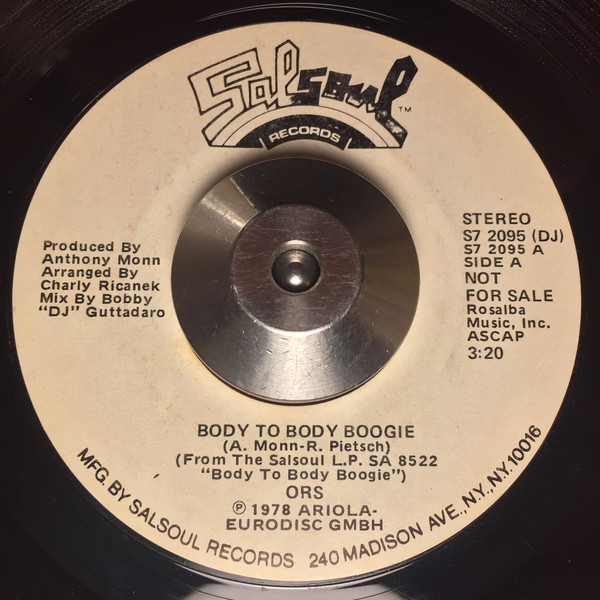 Salsoul™
RECORDS
Produced By
Anthony Monn
Arranged By
Charly Ricanek
Mix By Bobby
"DJ" Guttadaro
STEREO
S7 2095 (DJ)
S7 2095 A
SIDE A
NOT
FOR SALE
Rosalba
Music, Inc.
ASCAP
3:20
BODY TO BODY BOOGIE
(A. Monn-R. Pietsch)
(From The Salsoul L.P. SA 8522
"Body To Body Boogie")
ORS
℗ 1978 ARIOLA-
EURODISC GMBH
MFG. BY SALSOUL RECORDS 240 MADISON AVE., N.Y., N.Y. 10016